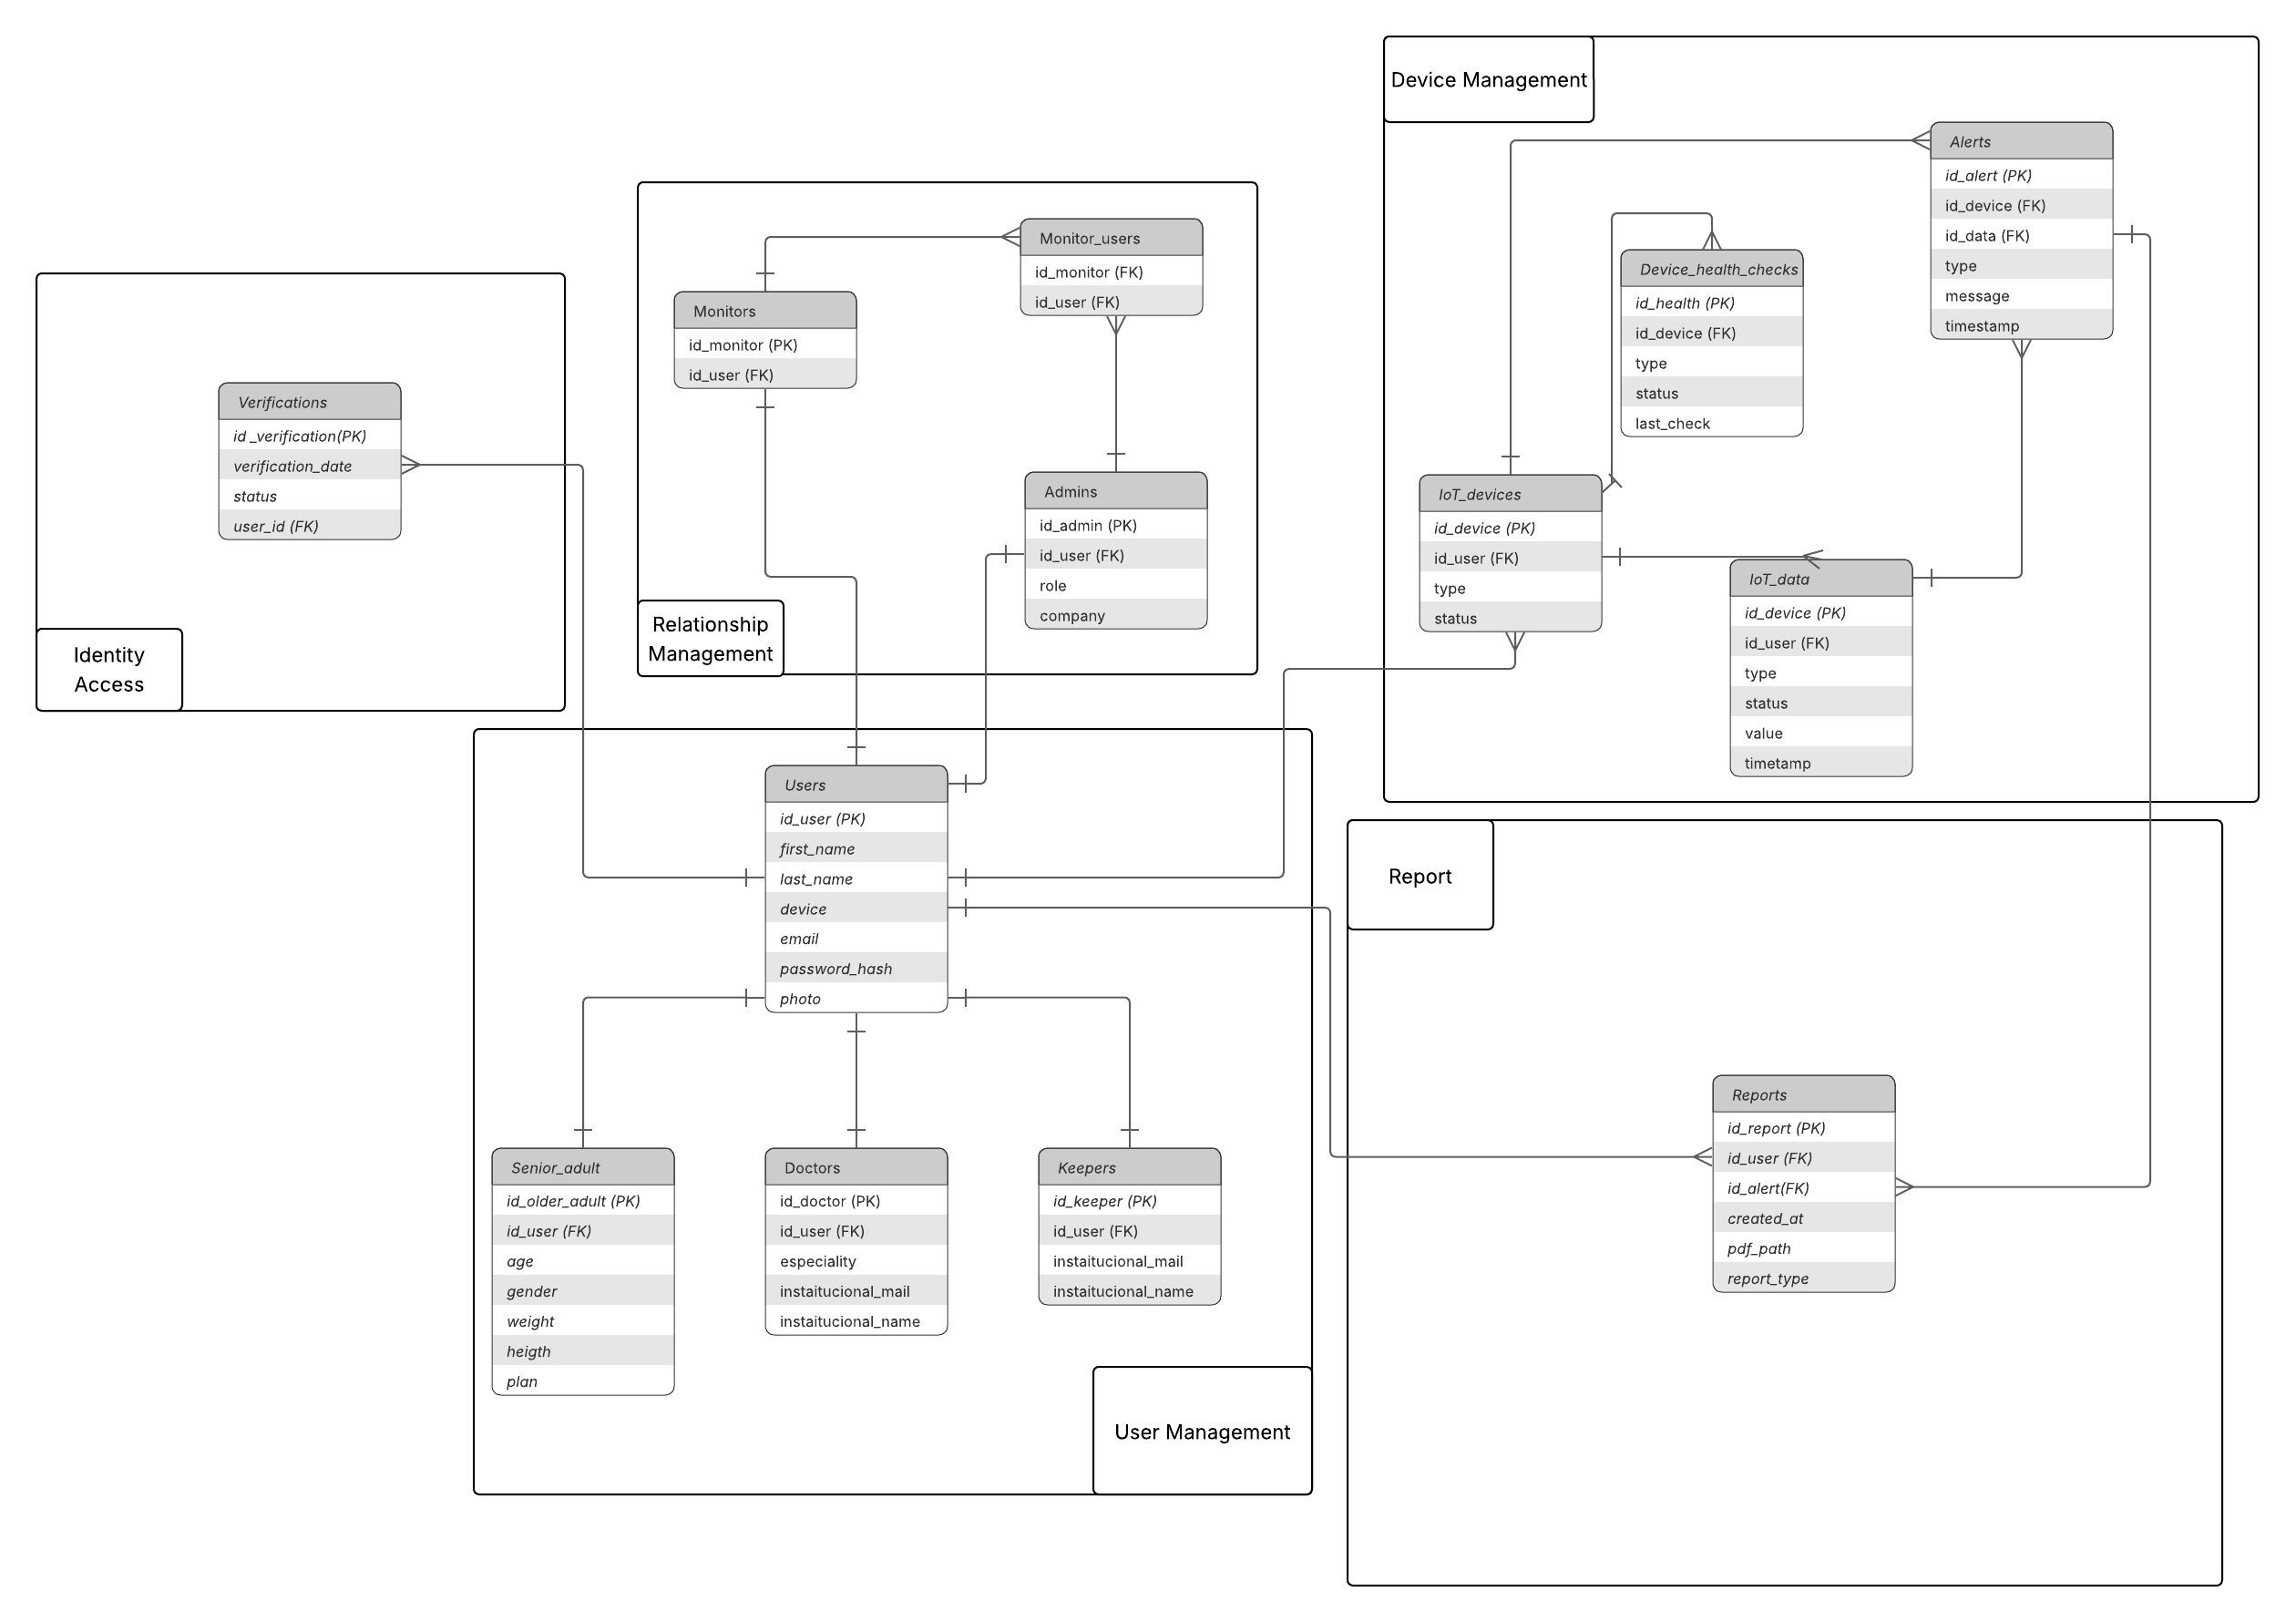 Device Management
Alerts
id_alert (PK)
id_device (FK)
id_data (FK)
type
message
timestamp
Device_health_checks
id_health (PK)
id_device (FK)
type
status
last_check
IoT_devices
id_device (PK)
id_user (FK)
type
status
IoT_data
id_device (PK)
id_user (FK)
type
status
value
timetamp
Monitor_users
id_monitor (FK)
id_user (FK)
Monitors
id_monitor (PK)
id_user (FK)
Admins
id_admin (PK)
id_user (FK)
role
company
Relationship
Management
Verifications
id _verification(PK)
verification_date
status
user_id (FK)
Identity
Access
Users
id_user (PK)
first_name
last_name
device
email
password_hash
photo
Senior_adult
id_older_adult (PK)
id_user (FK)
age
gender
weight
heigth
plan
Doctors
id_doctor (PK)
id_user (FK)
especiality
instaitucional_mail
instaitucional_name
Keepers
id_keeper (PK)
id_user (FK)
instaitucional_mail
instaitucional_name
User Management
Report
Reports
id_report (PK)
id_user (FK)
id_alert(FK)
created_at
pdf_path
report_type